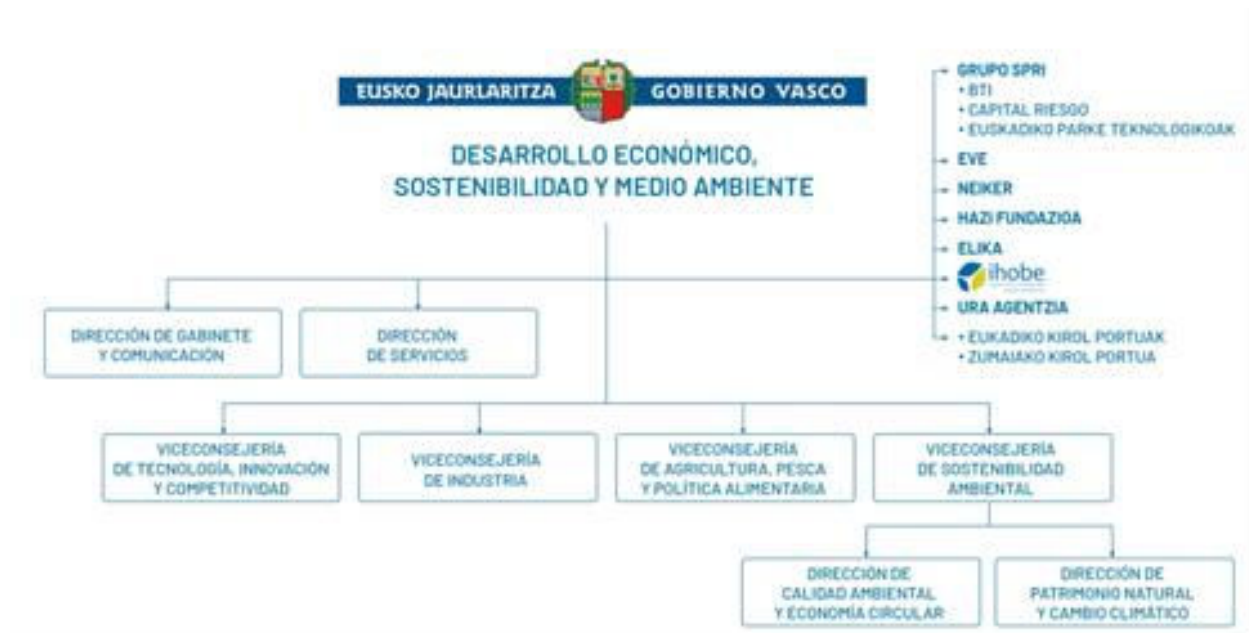 EUSKO JAURLARITZA GOBIERNO VASCO
DESARROLLO ECONÓMICO,
SOSTENIBILIDAD Y MEDIO AMBIENTE
GRUPO SPRI
• BTI
• CAPITAL RIESGO
• EUSKADIKO PARKE TEKNOLOGIKOAK
EVE
NEIKER
HAZI FUNDAZIOA
ELIKA
ihobe
URA AGENTZIA
• EUKADIKO KIROL PORTUAK
• ZUMAIAKO KIROL PORTUA
DIRECCIÓN DE GABINETE
Y COMUNICACIÓN
DIRECCIÓN
DE SERVICIOS
VICECONSEJERÍA
DE TECNOLOGÍA, INNOVACIÓN
Y COMPETITIVIDAD
VICECONSEJERÍA
DE INDUSTRIA
VICECONSEJERÍA
DE AGRICULTURA, PESCA
Y POLÍTICA ALIMENTARIA
VICECONSEJERÍA
DE SOSTENIBILIDAD
AMBIENTAL
DIRECCIÓN DE
CALIDAD AMBIENTAL
Y ECONOMÍA CIRCULAR
DIRECCIÓN DE
PATRIMONIO NATURAL
Y CAMBIO CLIMÁTICO